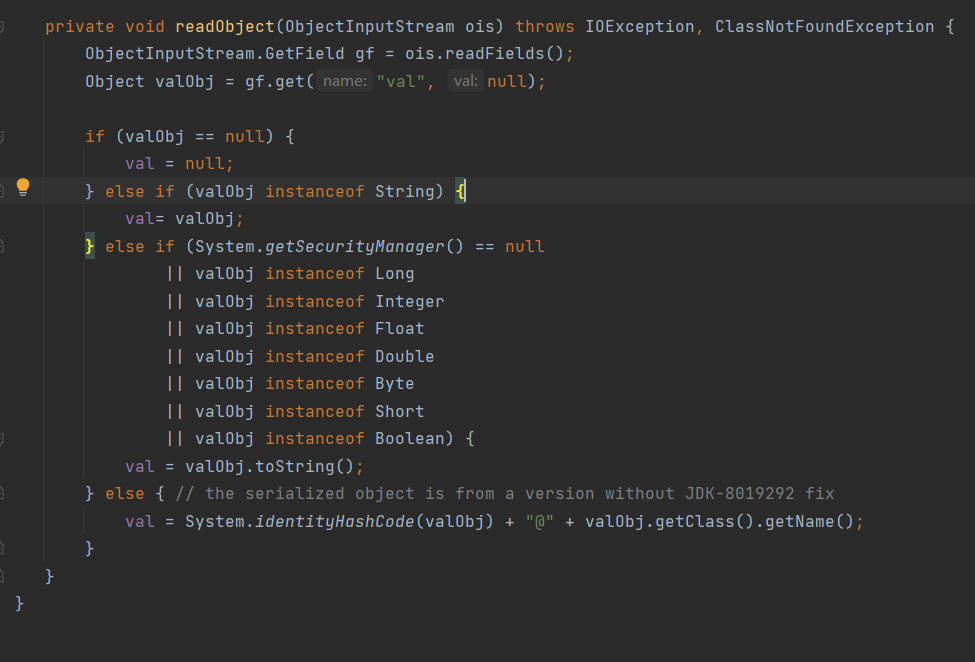 private void readObject(ObjectInputStream ois) throws IOException, ClassNotFoundException {
ObjectInputStream.GetField gf = ois.readFields();
Object valObj = gf.get( name: "val", val: null);
if (valObj == null) {
val = null;
} else if (valObj instanceof String) {
val= valObj;
} else if (System.getSecurityManager() == null
|| valObj instanceof Long
|| valObj instanceof Integer
|| valObj instanceof Float
|| valObj instanceof Double
|| valObj instanceof Byte
|| valObj instanceof Short
|| valObj instanceof Boolean) {
val = valObj.toString();
} else { // the serialized object is from a version without JDK-8019292 fix
val = System.identityHashCode(valObj) + "@" + valObj.getClass().getName();
}
}
}